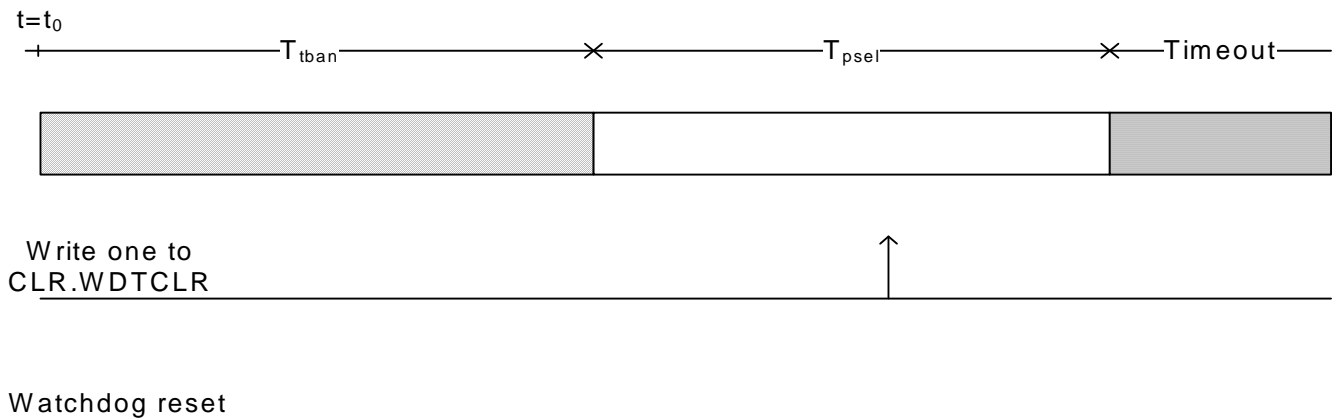 t=t₀
Tₜbₐₙ Tₚₛₑₗ Timeout
Write one to
CLR.WDTCLR
Watchdog reset